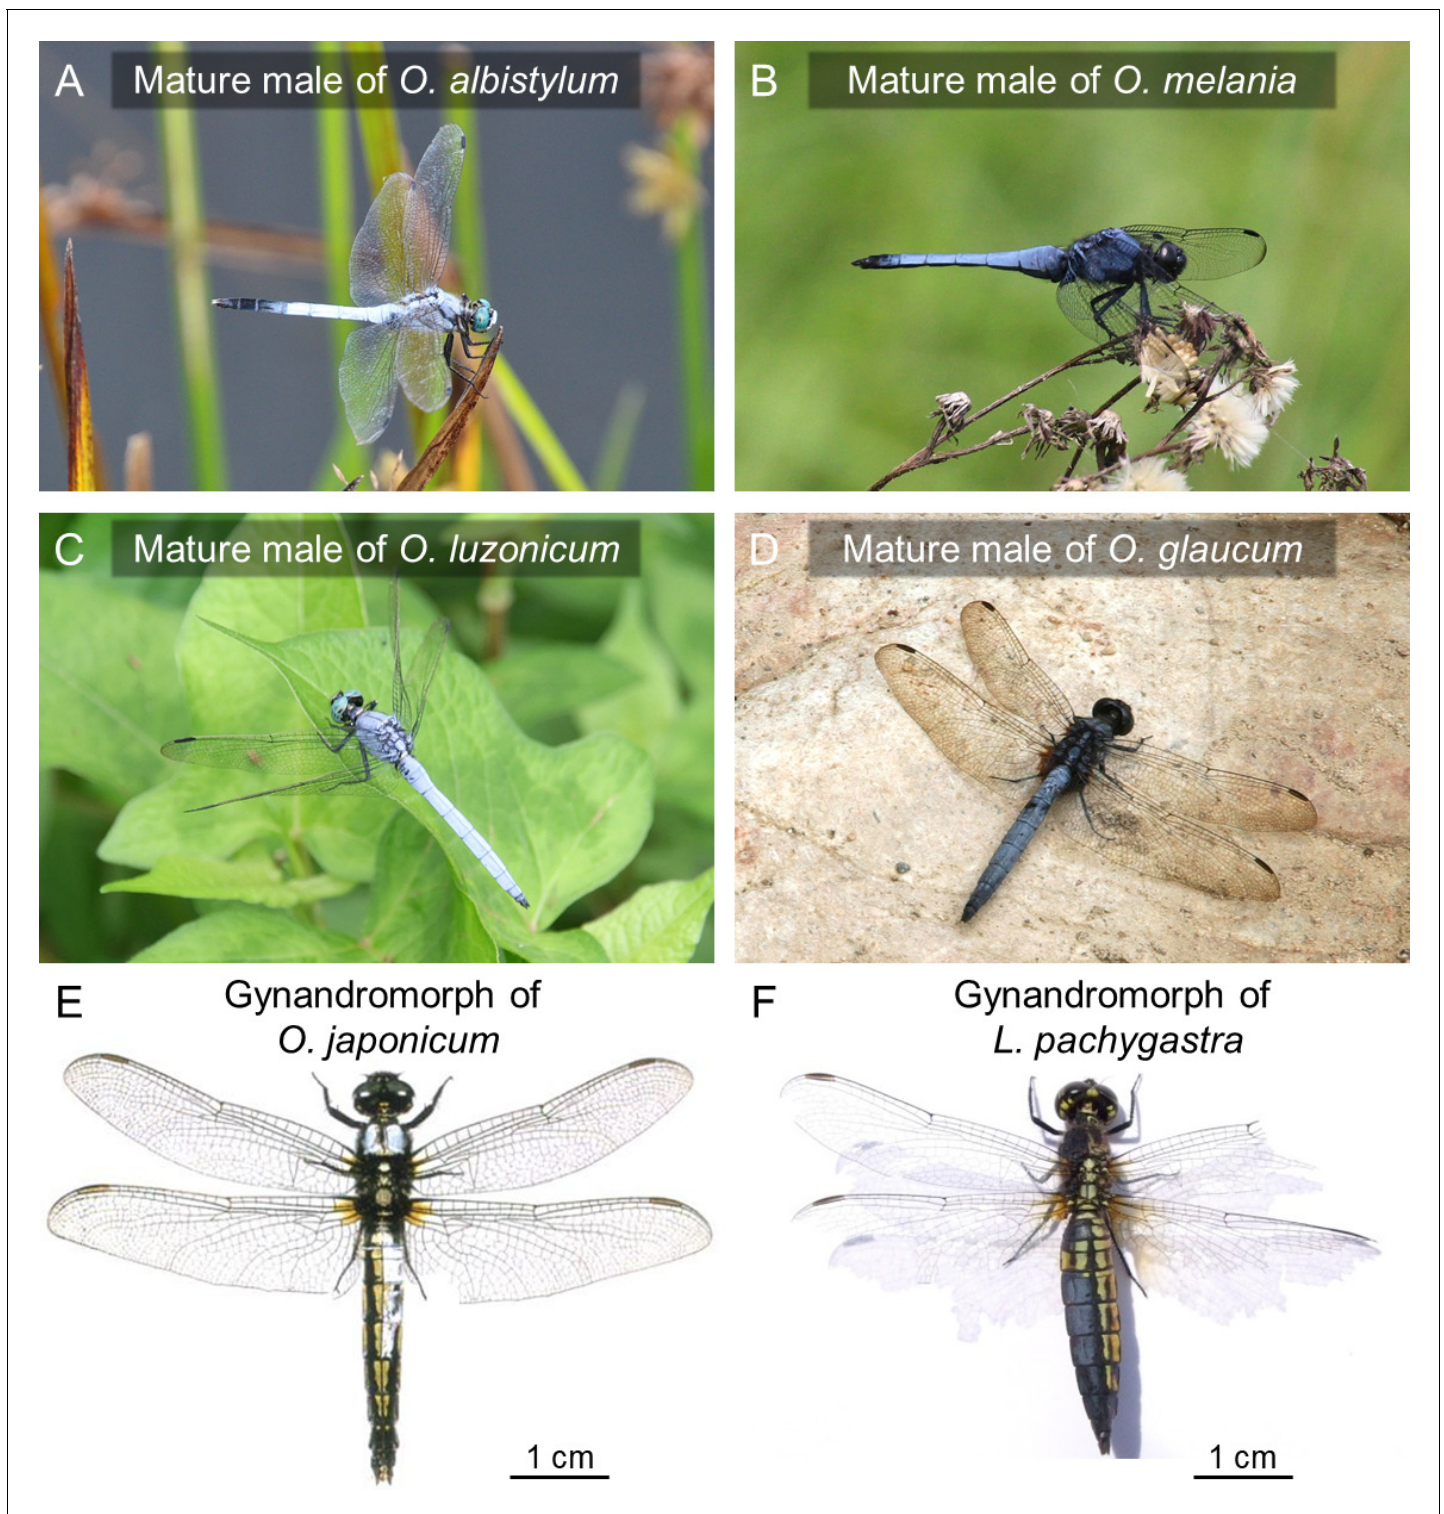 A Mature male of O. albistylum
B Mature male of O. melania
C Mature male of O. luzonicum
D Mature male of O. glaucum
E Gynandromorph of
O. japonicum
1 cm
F Gynandromorph of
L. pachygastra
1 cm